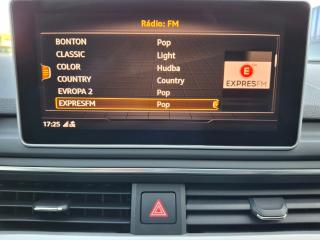 Rádio: FM
BONTON Pop
CLASSIC Light
COLOR Hudba
COUNTRY Country
EVROPA 2 Pop
EXPRESFM Pop
E
EXPRESFM
17:25